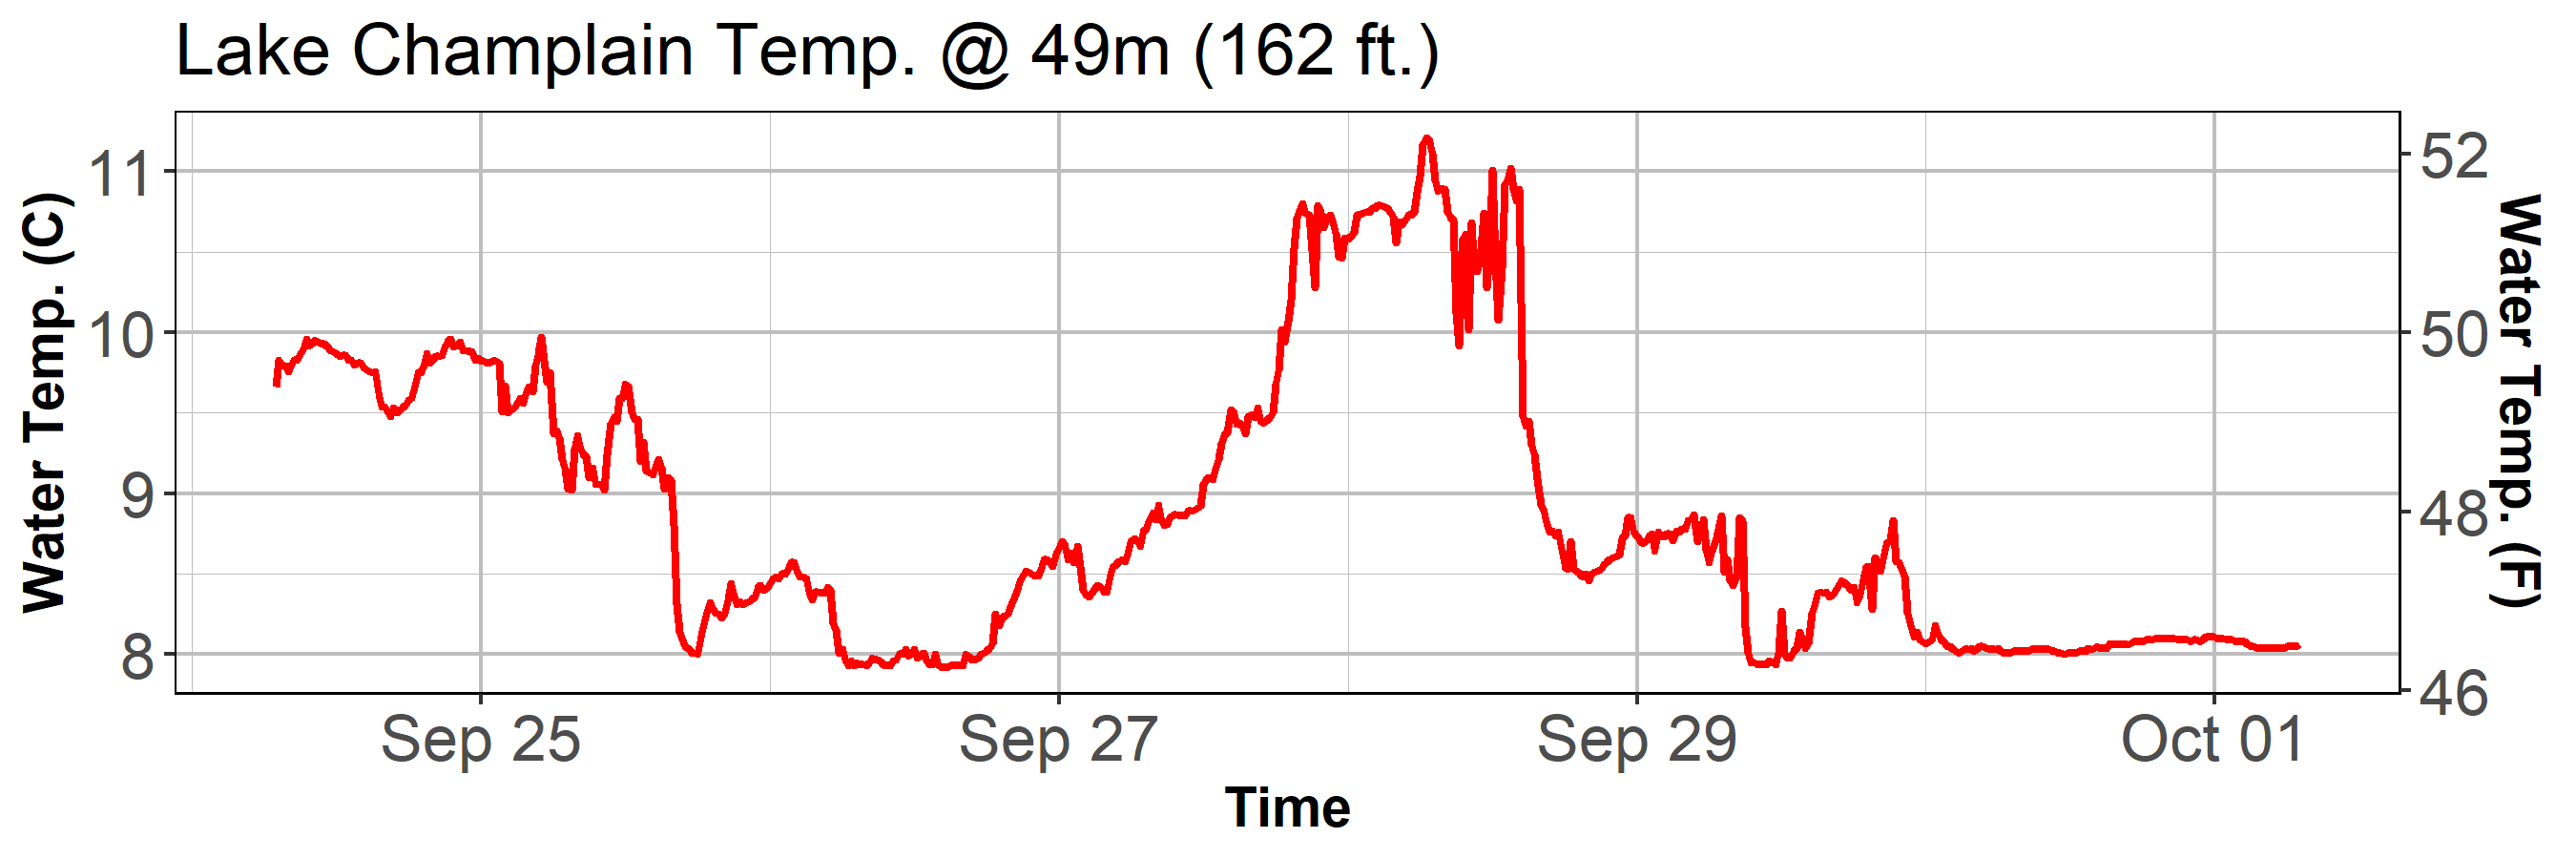 Lake Champlain Temp. @ 49m (162 ft.)
Water Temp. (C)
11
10
9
8
52
50
48
46
Water Temp. (F)
Sep 25
Sep 27
Sep 29
Oct 01
Time